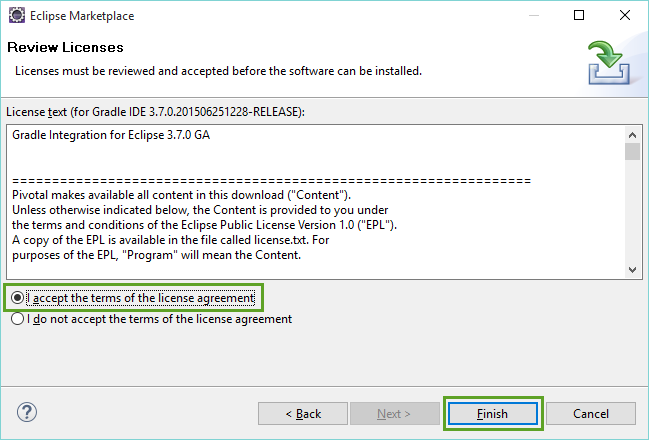 Eclipse Marketplace
Review Licenses
Licenses must be reviewed and accepted before the software can be installed.
License text (for Gradle IDE 3.7.0.201506251228-RELEASE):
Gradle Integration for Eclipse 3.7.0 GA
=================================================================
Pivotal makes available all content in this download ("Content").
Unless otherwise indicated below, the Content is provided to you under
the terms and conditions of the Eclipse Public License Version 1.0 ("EPL").
A copy of the EPL is available in the file called license.txt. For
purposes of the EPL, "Program" will mean the Content.
I accept the terms of the license agreement
I do not accept the terms of the license agreement
? < Back Next > Finish Cancel